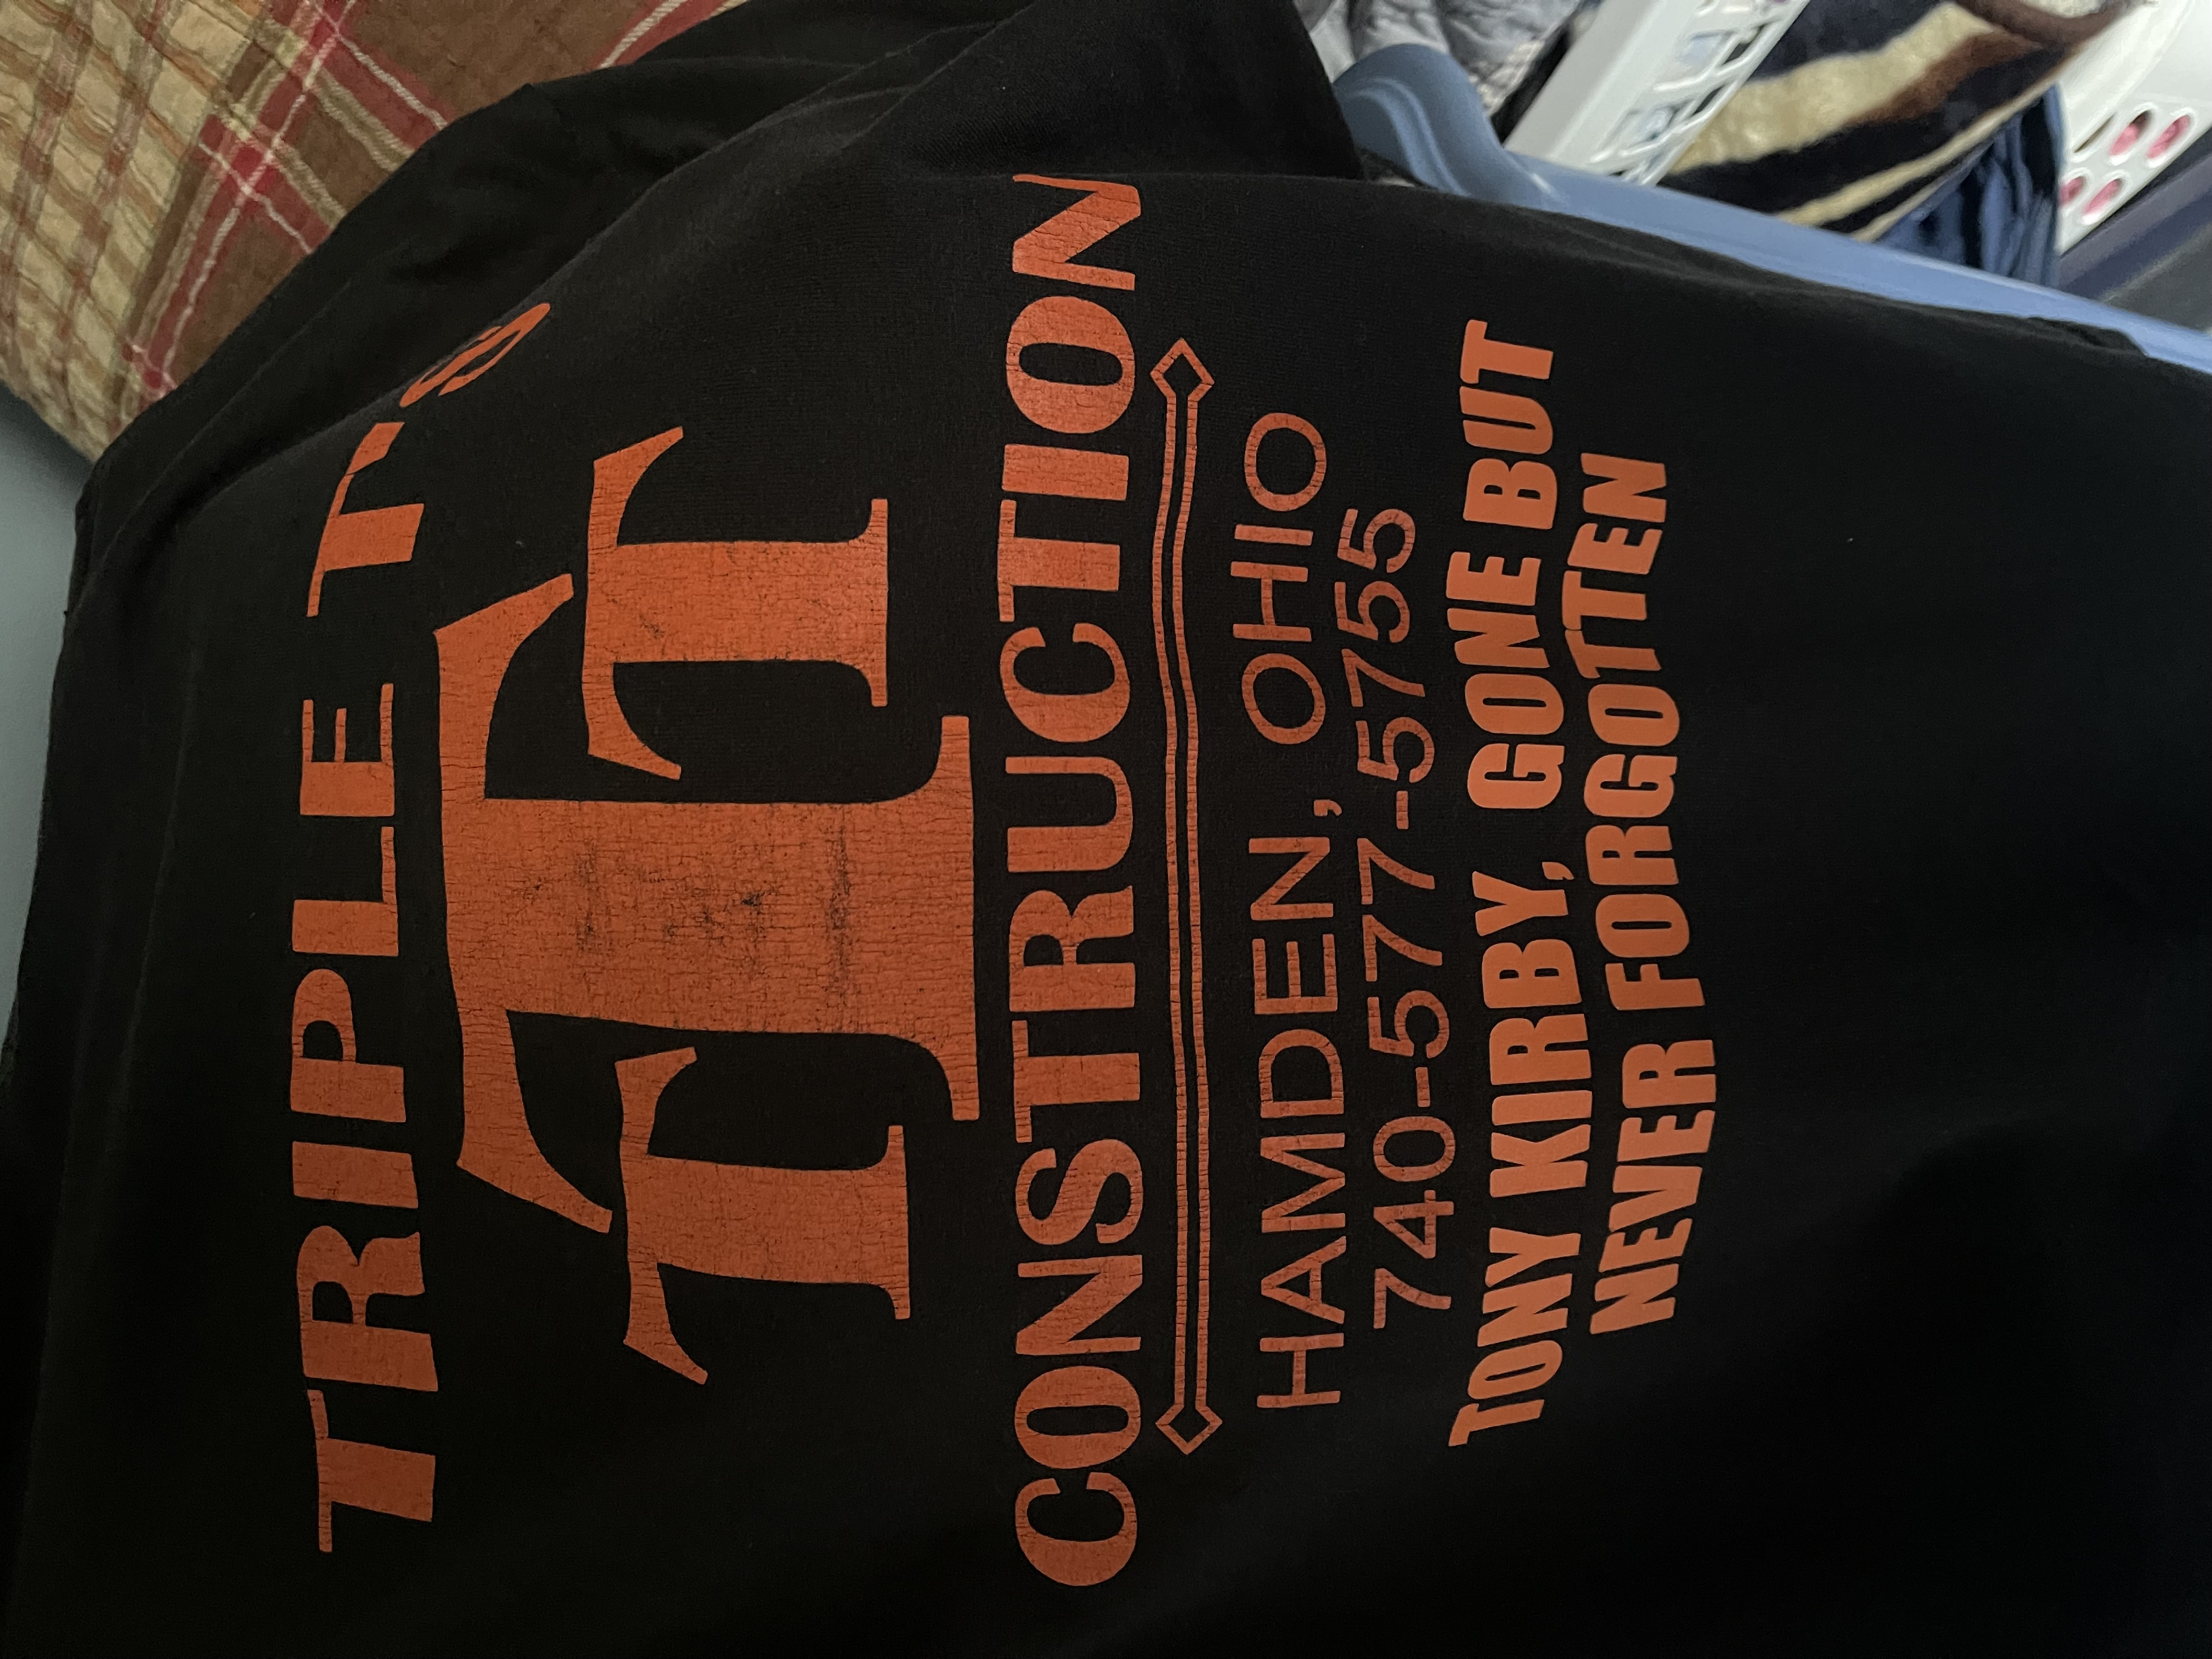 TRIPLE T'S
TTT
CONSTRUCTION
HAMDEN, OHIO
740-577-5755
TONY KIRBY, GONE BUT
NEVER FORGOTTEN